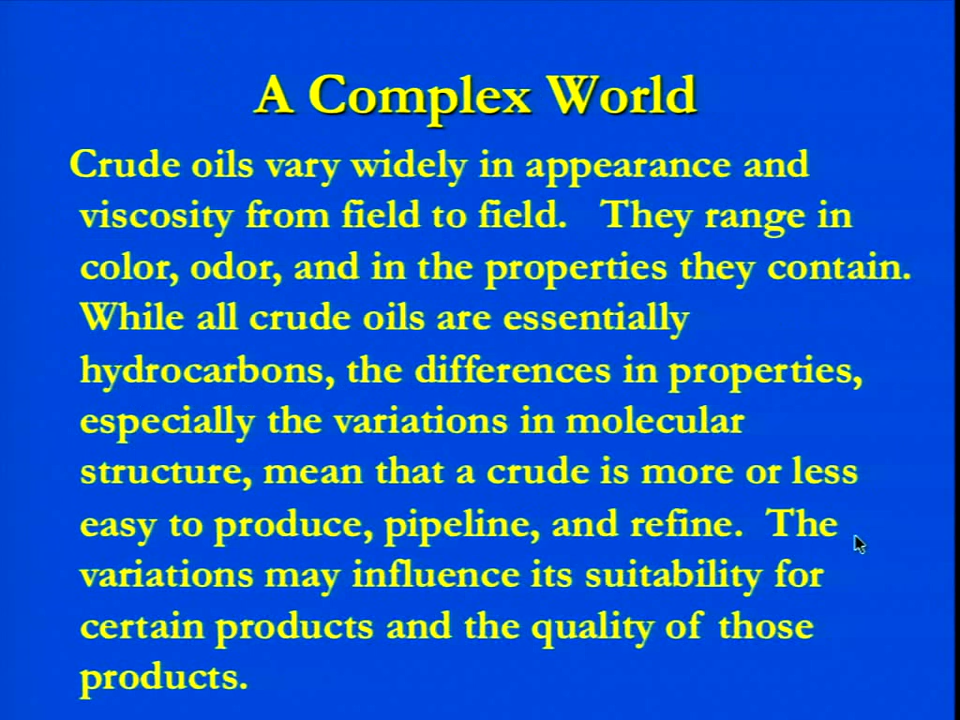 A Complex World
Crude oils vary widely in appearance and
viscosity from field to field.   They range in
color, odor, and in the properties they contain.
While all crude oils are essentially
hydrocarbons, the differences in properties,
especially the variations in molecular
structure, mean that a crude is more or less
easy to produce, pipeline, and refine.  The
variations may influence its suitability for
certain products and the quality of those
products.